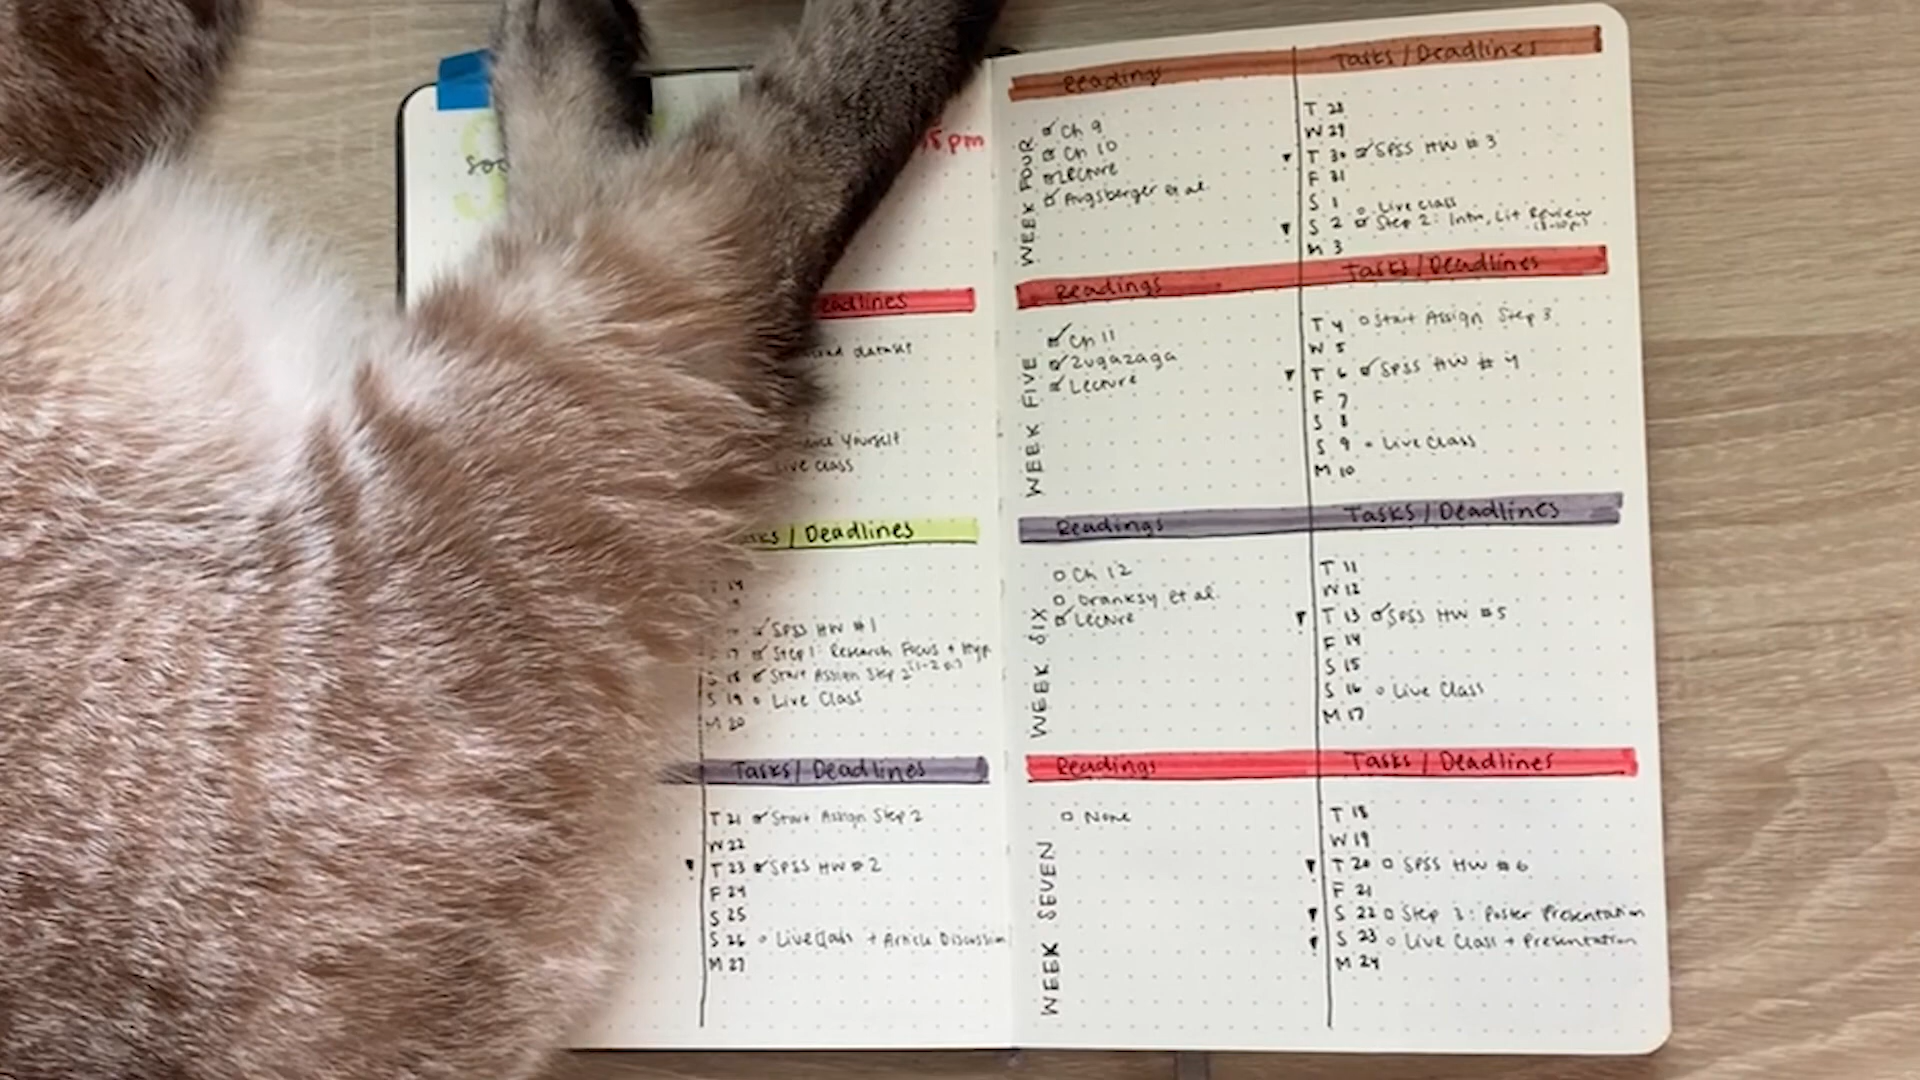 5pm
eadlines
dataset
Yourself
ive class
Tasks / Deadlines
T 14
SPSS HW #1
17 Step 1: Research Focus + Hyp
S 18 Start Assign Step 2
S 19 Live Class
M 20
Tasks / Deadlines
T 21 Start Assign Step 2
W 22
T 23 SPSS HW #2
F 24
S 25
S 26 Live Class + Article Discussion
M 27
Readings Tasks / Deadlines
WEEK FOUR
Ch 9
Ch 10
Lecture
Augsberger et al.
T 28
W 29
T 30 SPSS HW #3
F 31
S 1 Live Class
S 2 Step 2: Intro, Lit Review
M 3
Readings Tasks / Deadlines
WEEK FIVE
Ch 11
Zugazaga
Lecture
T 4 Start Assign Step 3
W 5
T 6 SPSS HW #4
F 7
S 8
S 9 Live Class
M 10
Readings Tasks / Deadlines
WEEK SIX
Ch 12
Oranksy et al.
Lecture
T 11
W 12
T 13 SPSS HW #5
F 14
S 15
S 16 Live Class
M 17
Readings Tasks / Deadlines
WEEK SEVEN
None
T 18
W 19
T 20 SPSS HW #6
F 21
S 22 Step 3: Poster Presentation
S 23 Live Class + Presentation
M 24